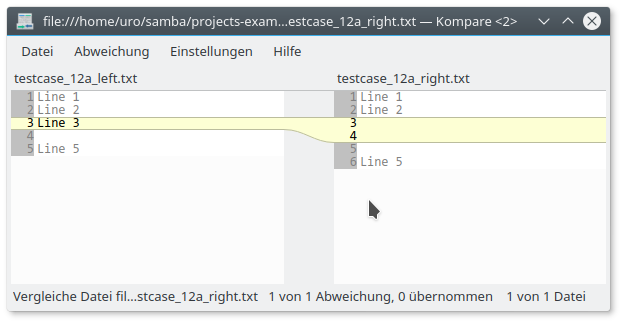 file:///home/uro/samba/projects-exam...estcase_12a_right.txt — Kompare <2>
Datei Abweichung Einstellungen Hilfe
testcase_12a_left.txt testcase_12a_right.txt
1 Line 1 1 Line 1
2 Line 2 2 Line 2
3 Line 3 3
4 4
5 Line 5 5
6 Line 5
Vergleiche Datei fil...stcase_12a_right.txt 1 von 1 Abweichung, 0 übernommen 1 von 1 Datei